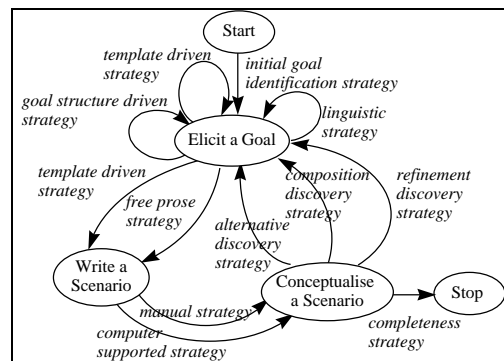 Start
template driven
strategy
initial goal
identification strategy
goal structure driven
strategy
linguistic
strategy
Elicit a Goal
template driven
strategy
free prose
strategy
composition
discovery
strategy
refinement
discovery
strategy
alternative
discovery
strategy
Write a
Scenario
Conceptualise
a Scenario
Stop
manual strategy
computer
supported strategy
completeness
strategy